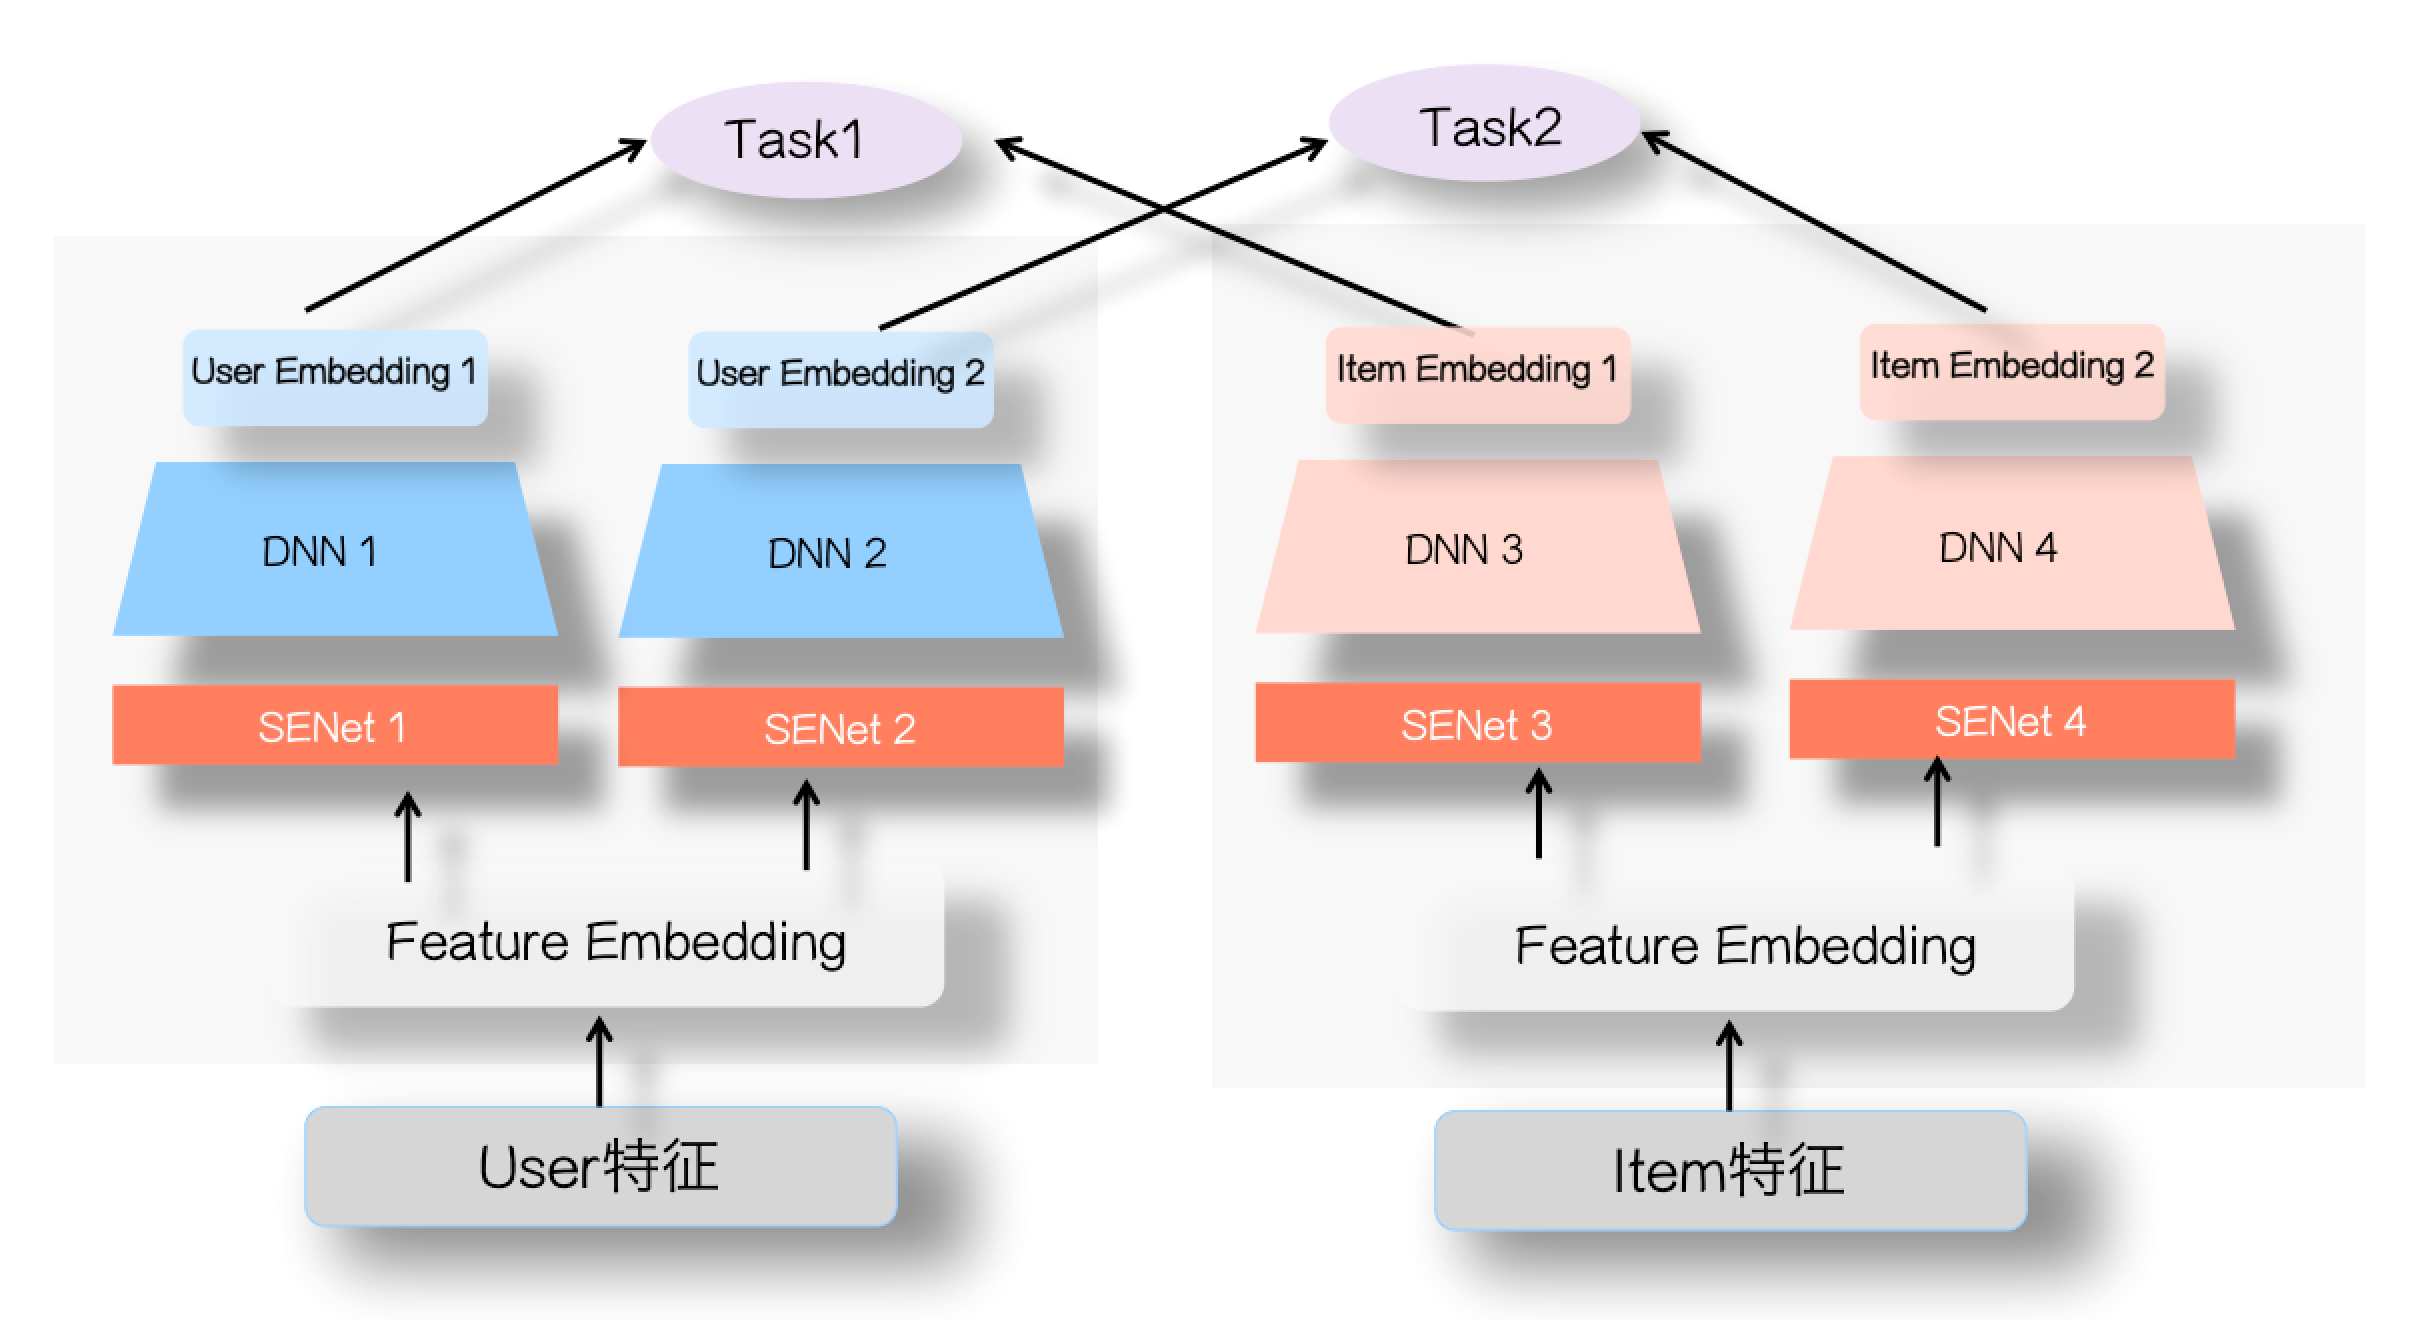 Task1
Task2
User Embedding 1
User Embedding 2
Item Embedding 1
Item Embedding 2
DNN 1
DNN 2
DNN 3
DNN 4
SENet 1
SENet 2
SENet 3
SENet 4
Feature Embedding
Feature Embedding
User特征
Item特征